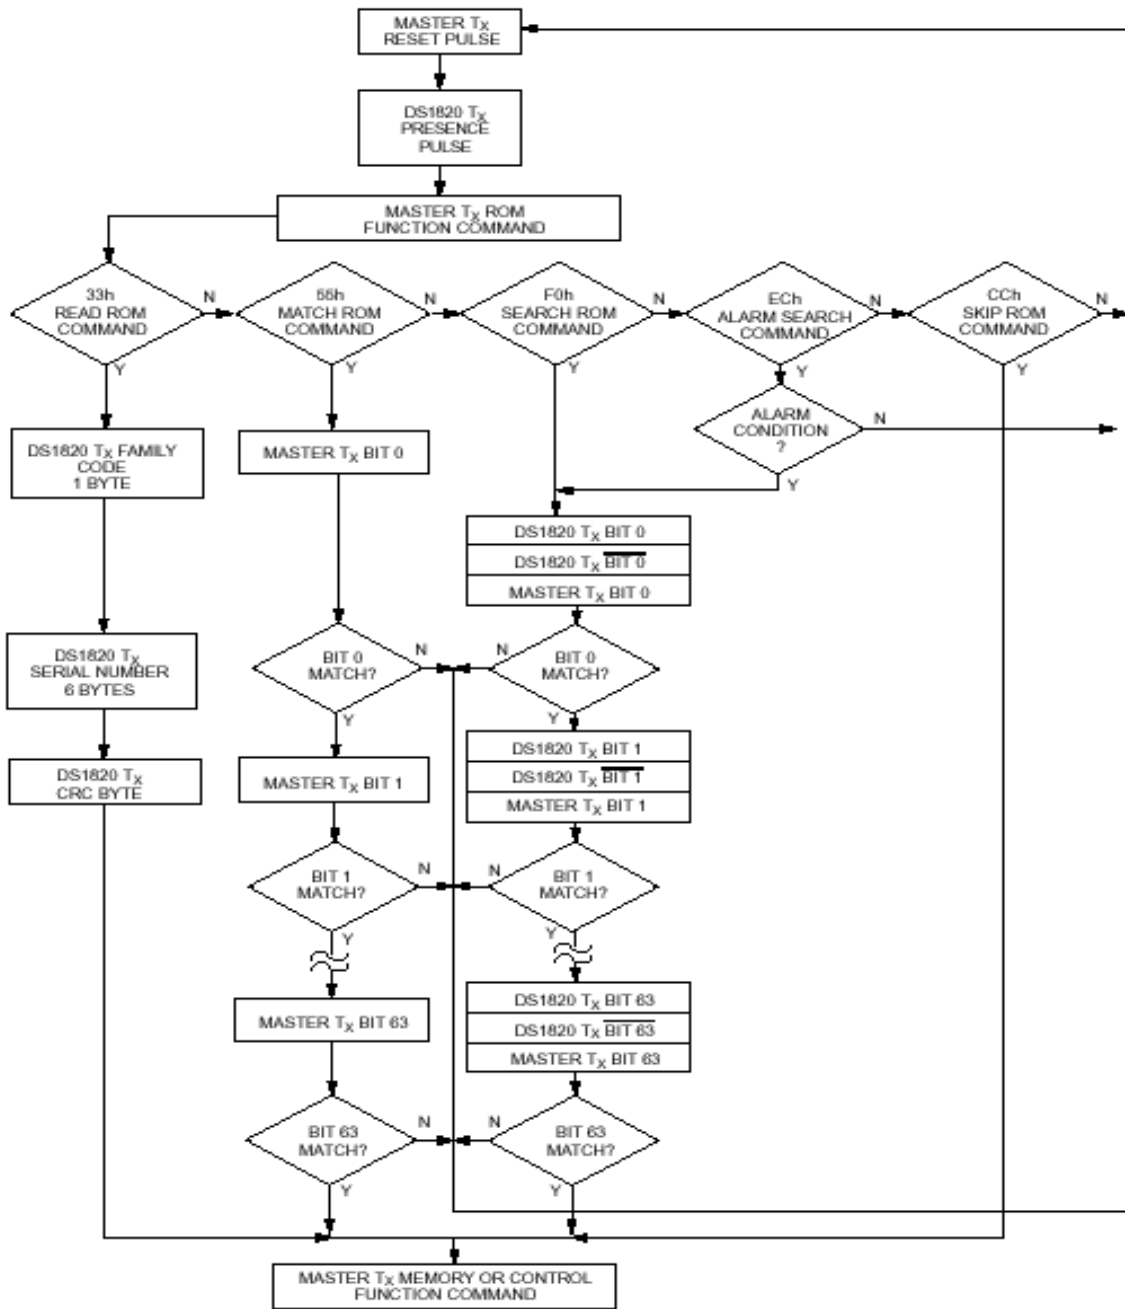 MASTER TX
RESET PULSE
DS1820 TX
PRESENCE
PULSE
MASTER TX ROM
FUNCTION COMMAND
33h
READ ROM
COMMAND
N
Y
55h
MATCH ROM
COMMAND
N
Y
F0h
SEARCH ROM
COMMAND
N
Y
ECh
ALARM SEARCH
COMMAND
N
Y
CCh
SKIP ROM
COMMAND
N
Y
ALARM
CONDITION
?
N
Y
DS1820 TX FAMILY
CODE
1 BYTE
MASTER TX BIT 0
DS1820 TX BIT 0
DS1820 TX BIT 0
MASTER TX BIT 0
DS1820 TX
SERIAL NUMBER
6 BYTES
BIT 0
MATCH?
N
Y
BIT 0
MATCH?
N
Y
DS1820 TX
CRC BYTE
MASTER TX BIT 1
DS1820 TX BIT 1
DS1820 TX BIT 1
MASTER TX BIT 1
BIT 1
MATCH?
N
Y
BIT 1
MATCH?
N
Y
MASTER TX BIT 63
DS1820 TX BIT 63
DS1820 TX BIT 63
MASTER TX BIT 63
BIT 63
MATCH?
N
Y
BIT 63
MATCH?
N
Y
MASTER TX MEMORY OR CONTROL
FUNCTION COMMAND